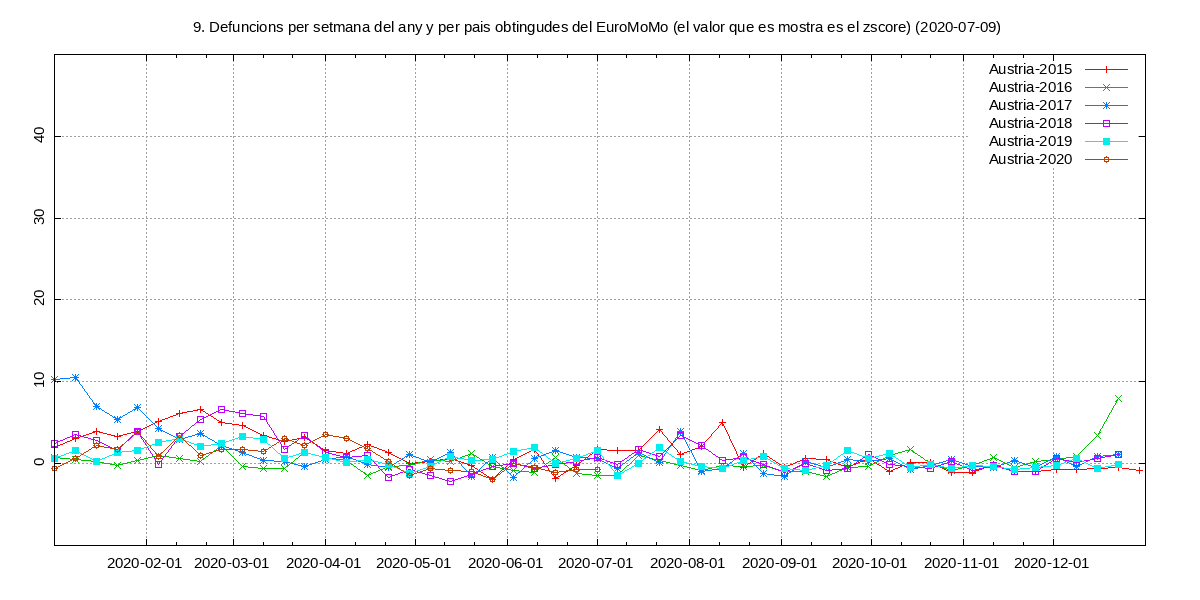 9. Defuncions per setmana del any y per pais obtingudes del EuroMoMo (el valor que es mostra es el zscore) (2020-07-09)
Austria-2015
Austria-2016
Austria-2017
Austria-2018
Austria-2019
Austria-2020
40
30
20
10
0
2020-02-01 2020-03-01 2020-04-01 2020-05-01 2020-06-01 2020-07-01 2020-08-01 2020-09-01 2020-10-01 2020-11-01 2020-12-01